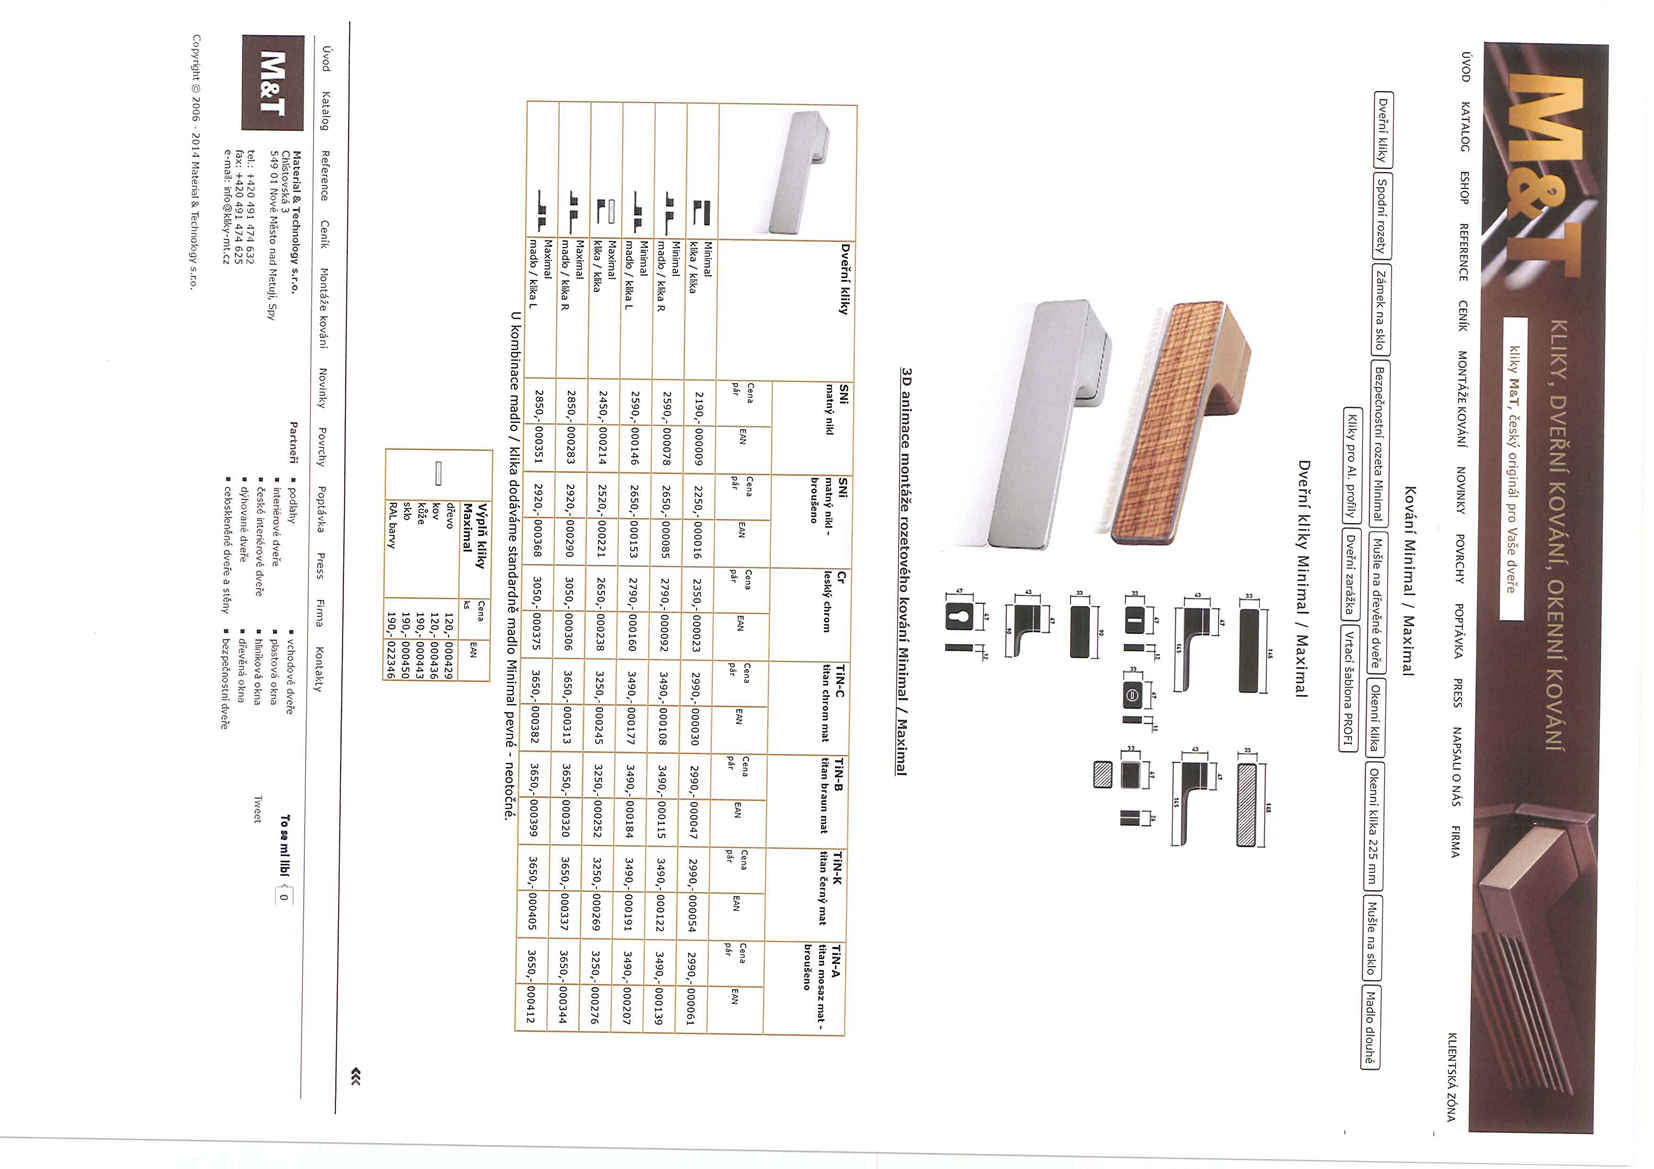 M&T
KLIKY, DVEŘNÍ KOVÁNÍ, OKENNÍ KOVÁNÍ
kliky M&T, český originál pro Vaše dveře
ÚVOD KATALOG ESHOP REFERENCE CENÍK MONTÁŽE KOVÁNÍ NOVINKY POVRCHY POPTÁVKA PRESS NAPSALI O NÁS FIRMA KLIENTSKÁ ZÓNA
Kování Minimal / Maximal
Dveřní kliky Spodní rozety Zámek na sklo Bezpečnostní rozeta Minimal Mušle na dřevěné dveře Okenní klika Okenní klika 225 mm Mušle na sklo Madlo dlouhé
Kliky pro Al. profily Dveřní zarážka Vrtací šablona PROFI
Dveřní kliky Minimal / Maximal
3D animace montáže rozetového kování Minimal / Maximal
Dveřní kliky SNi matný nikl SNi matný nikl - broušeno Cr lesklý chrom TiN-C titan chrom mat TiN-B titan braun mat TiN-K titan černý mat TiN-A titan mosaz mat - broušeno
Cena pár EAN Cena pár EAN Cena pár EAN Cena pár EAN Cena pár EAN Cena pár EAN Cena pár EAN
Minimal klika / klika 2190,- 000009 2250,- 000016 2350,- 000023 2990,- 000030 2990,- 000047 2990,- 000054 2990,- 000061
Minimal madlo / klika R 2590,- 000078 2650,- 000085 2790,- 000092 3490,- 000108 3490,- 000115 3490,- 000122 3490,- 000139
Minimal madlo / klika L 2590,- 000146 2650,- 000153 2790,- 000160 3490,- 000177 3490,- 000184 3490,- 000191 3490,- 000207
Maximal klika / klika 2450,- 000214 2520,- 000221 2650,- 000238 3250,- 000245 3250,- 000252 3250,- 000269 3250,- 000276
Maximal madlo / klika R 2850,- 000283 2920,- 000290 3050,- 000306 3650,- 000313 3650,- 000320 3650,- 000337 3650,- 000344
Maximal madlo / klika L 2850,- 000351 2920,- 000368 3050,- 000375 3650,- 000382 3650,- 000399 3650,- 000405 3650,- 000412
U kombinace madlo / klika dodáváme standardně madlo Minimal pevné - neotočné.
Výplň kliky Maximal Cena ks EAN
dřevo 120,- 000429
kov 120,- 000436
kůže 190,- 000443
sklo 190,- 000450
RAL barvy 190,- 022346
<<<
Úvod Katalog Reference Ceník Montáže kování Novinky Povrchy Poptávka Press Firma Kontakty
M&T
Material & Technology s.r.o.
Chlístovská 3
549 01 Nové Město nad Metují, Spy
tel.: +420 491 474 632
fax: +420 491 474 625
e-mail: info@kliky-mt.cz
Partneři
podlahy
interiérové dveře
české interiérové dveře
dýhované dveře
celoskleněné dveře a stěny
vchodové dveře
plastová okna
hliníková okna
dřevěná okna
bezpečnostní dveře
To se mi líbí 0
Tweet
Copyright © 2006 - 2014 Material & Technology s.r.o.